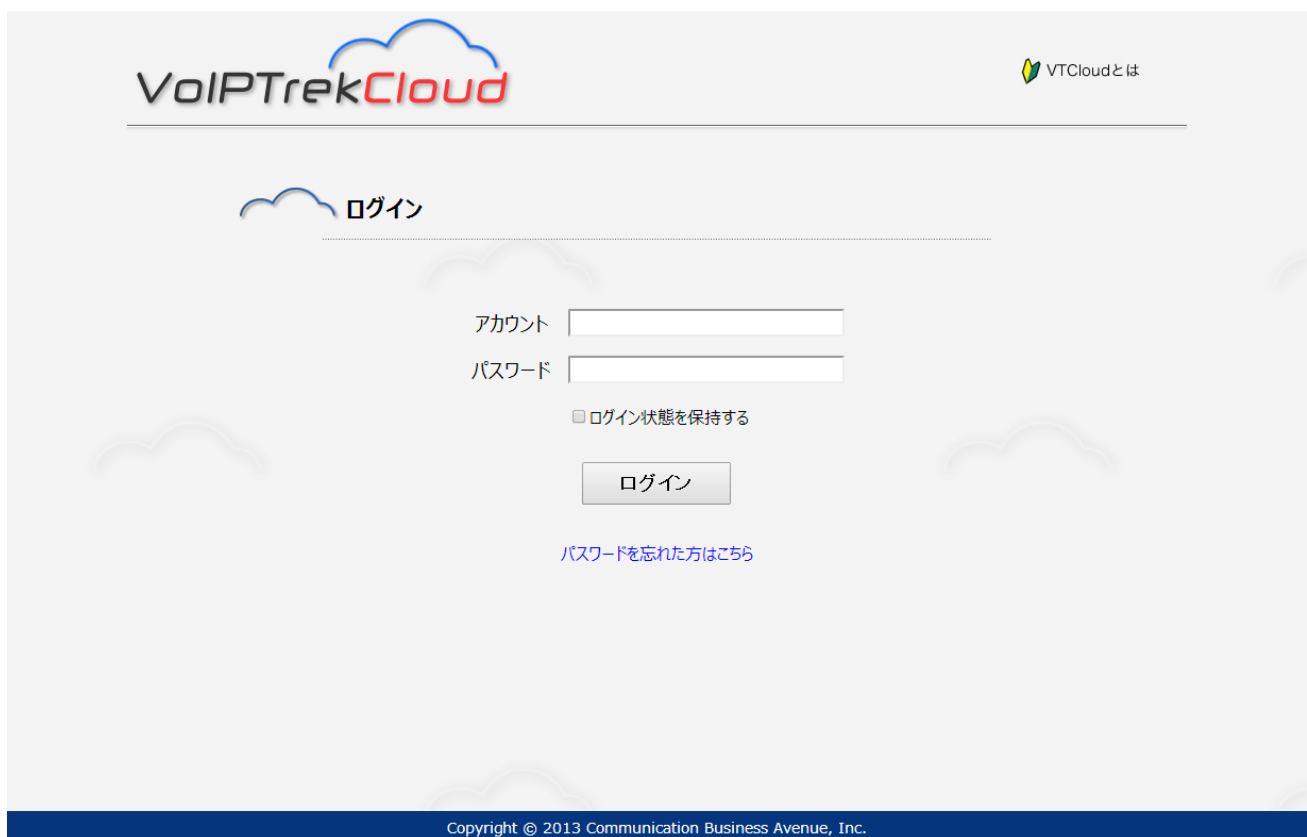 VoIPTrekCloud
VTCloudとは
ログイン
アカウント
パスワード
ログイン状態を保持する
ログイン
パスワードを忘れた方はこちら
Copyright © 2013 Communication Business Avenue, Inc.